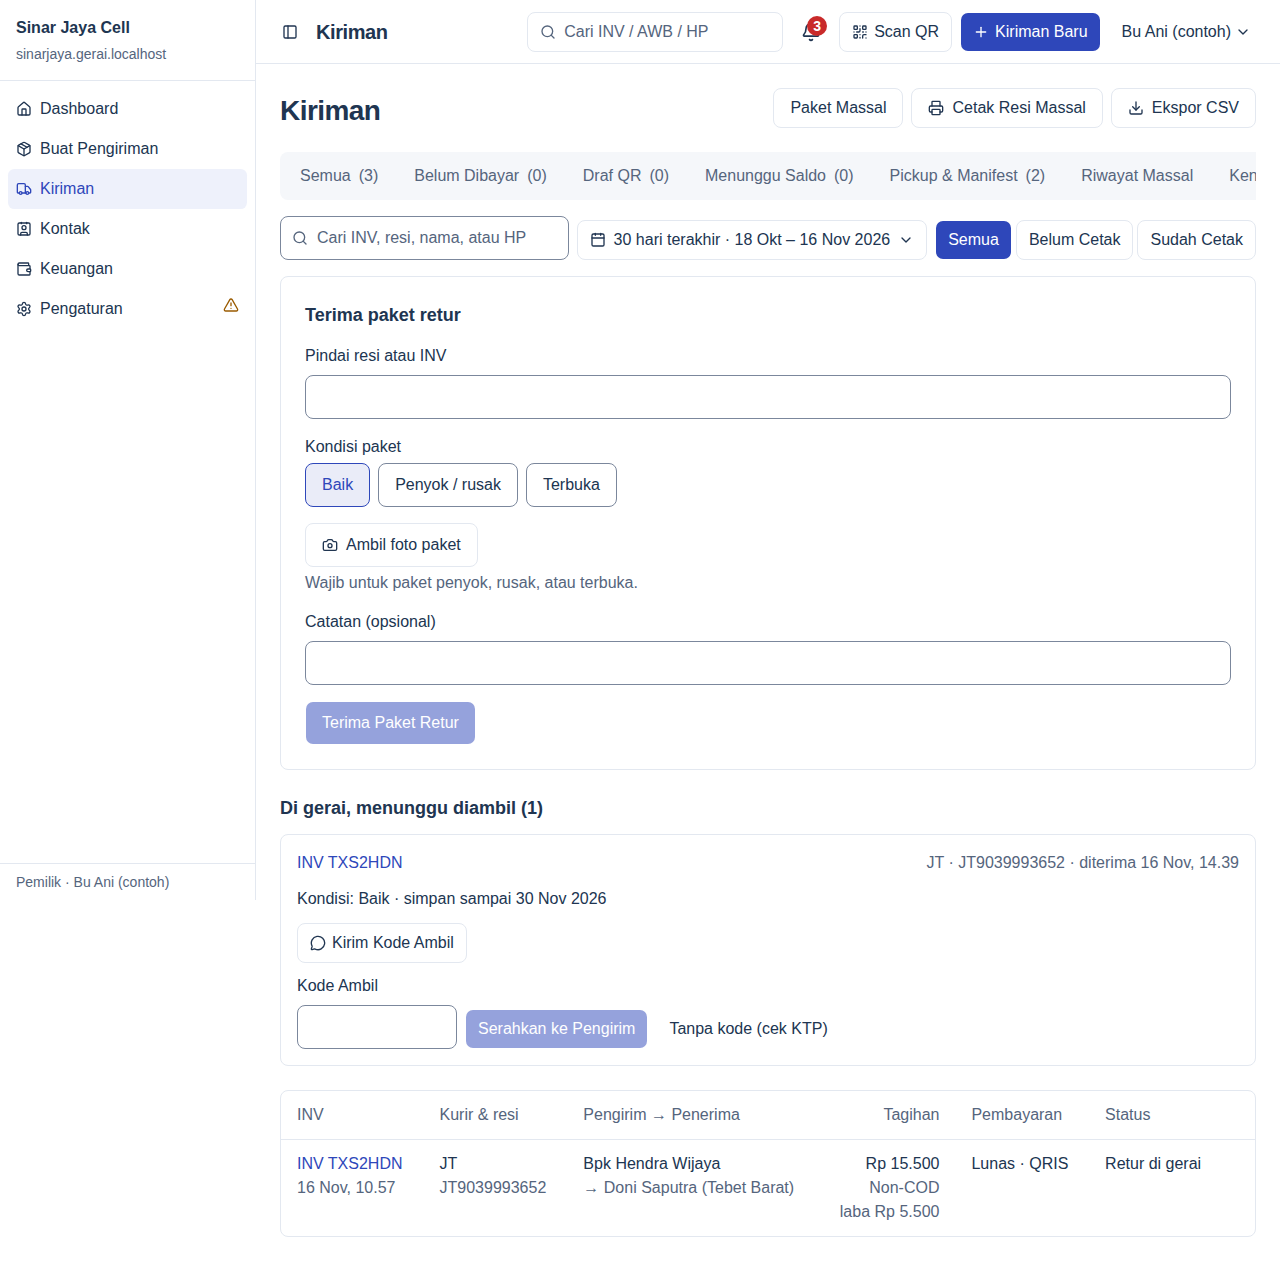 Sinar Jaya Cell
sinarjaya.gerai.localhost
Dashboard
Buat Pengiriman
Kiriman
Kontak
Keuangan
Pengaturan
Pemilik · Bu Ani (contoh)
Kiriman
Cari INV / AWB / HP
3
Scan QR
Kiriman Baru
Bu Ani (contoh)
Kiriman
Paket Massal
Cetak Resi Massal
Ekspor CSV
Semua (3)
Belum Dibayar (0)
Draf QR (0)
Menunggu Saldo (0)
Pickup & Manifest (2)
Riwayat Massal
Ken
Cari INV, resi, nama, atau HP
30 hari terakhir · 18 Okt – 16 Nov 2026
Semua
Belum Cetak
Sudah Cetak
Terima paket retur
Pindai resi atau INV
Kondisi paket
Baik
Penyok / rusak
Terbuka
Ambil foto paket
Wajib untuk paket penyok, rusak, atau terbuka.
Catatan (opsional)
Terima Paket Retur
Di gerai, menunggu diambil (1)
INV TXS2HDN
JT · JT9039993652 · diterima 16 Nov, 14.39
Kondisi: Baik · simpan sampai 30 Nov 2026
Kirim Kode Ambil
Kode Ambil
Serahkan ke Pengirim
Tanpa kode (cek KTP)
INV Kurir & resi Pengirim → Penerima Tagihan Pembayaran Status
INV TXS2HDN JT Bpk Hendra Wijaya Rp 15.500 Lunas · QRIS Retur di gerai
16 Nov, 10.57 JT9039993652 → Doni Saputra (Tebet Barat) Non-COD
laba Rp 5.500